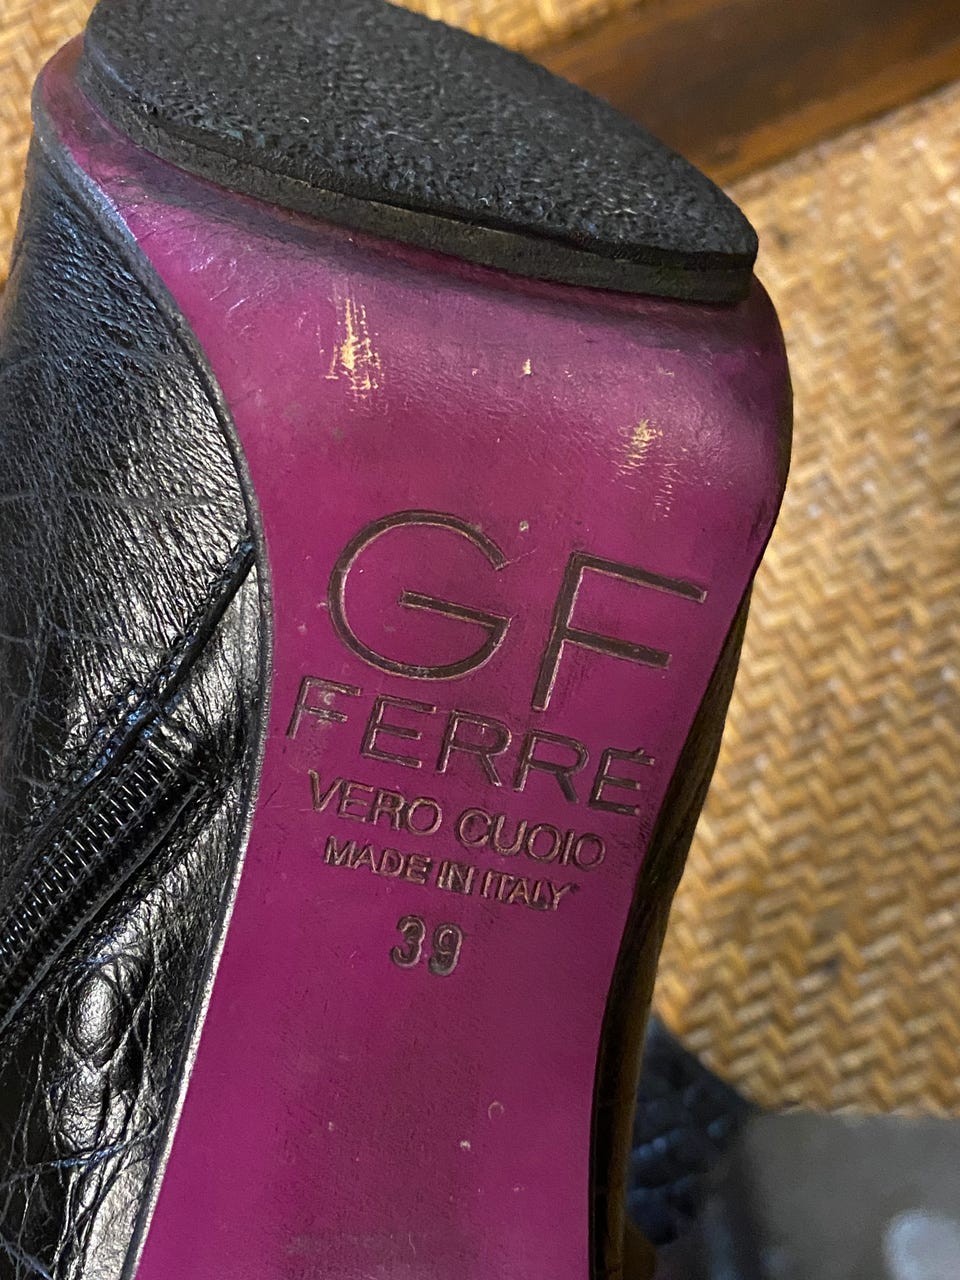 GF
FERRÉ
VERO CUOIO
MADE IN ITALY
39